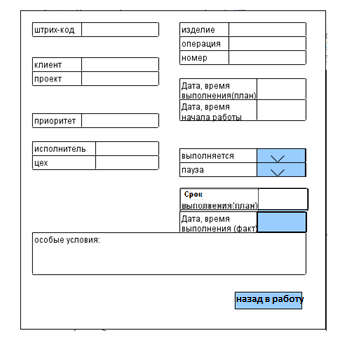 штрих-код
изделие
операция
номер
клиент
проект
Дата, время
выполнения(план)
Дата, время
начала работы
приоритет
исполнитель
цех
выполняется
пауза
Срок
выполнения(план)
Дата, время
выполнения (факт)
особые условия:
назад в работу